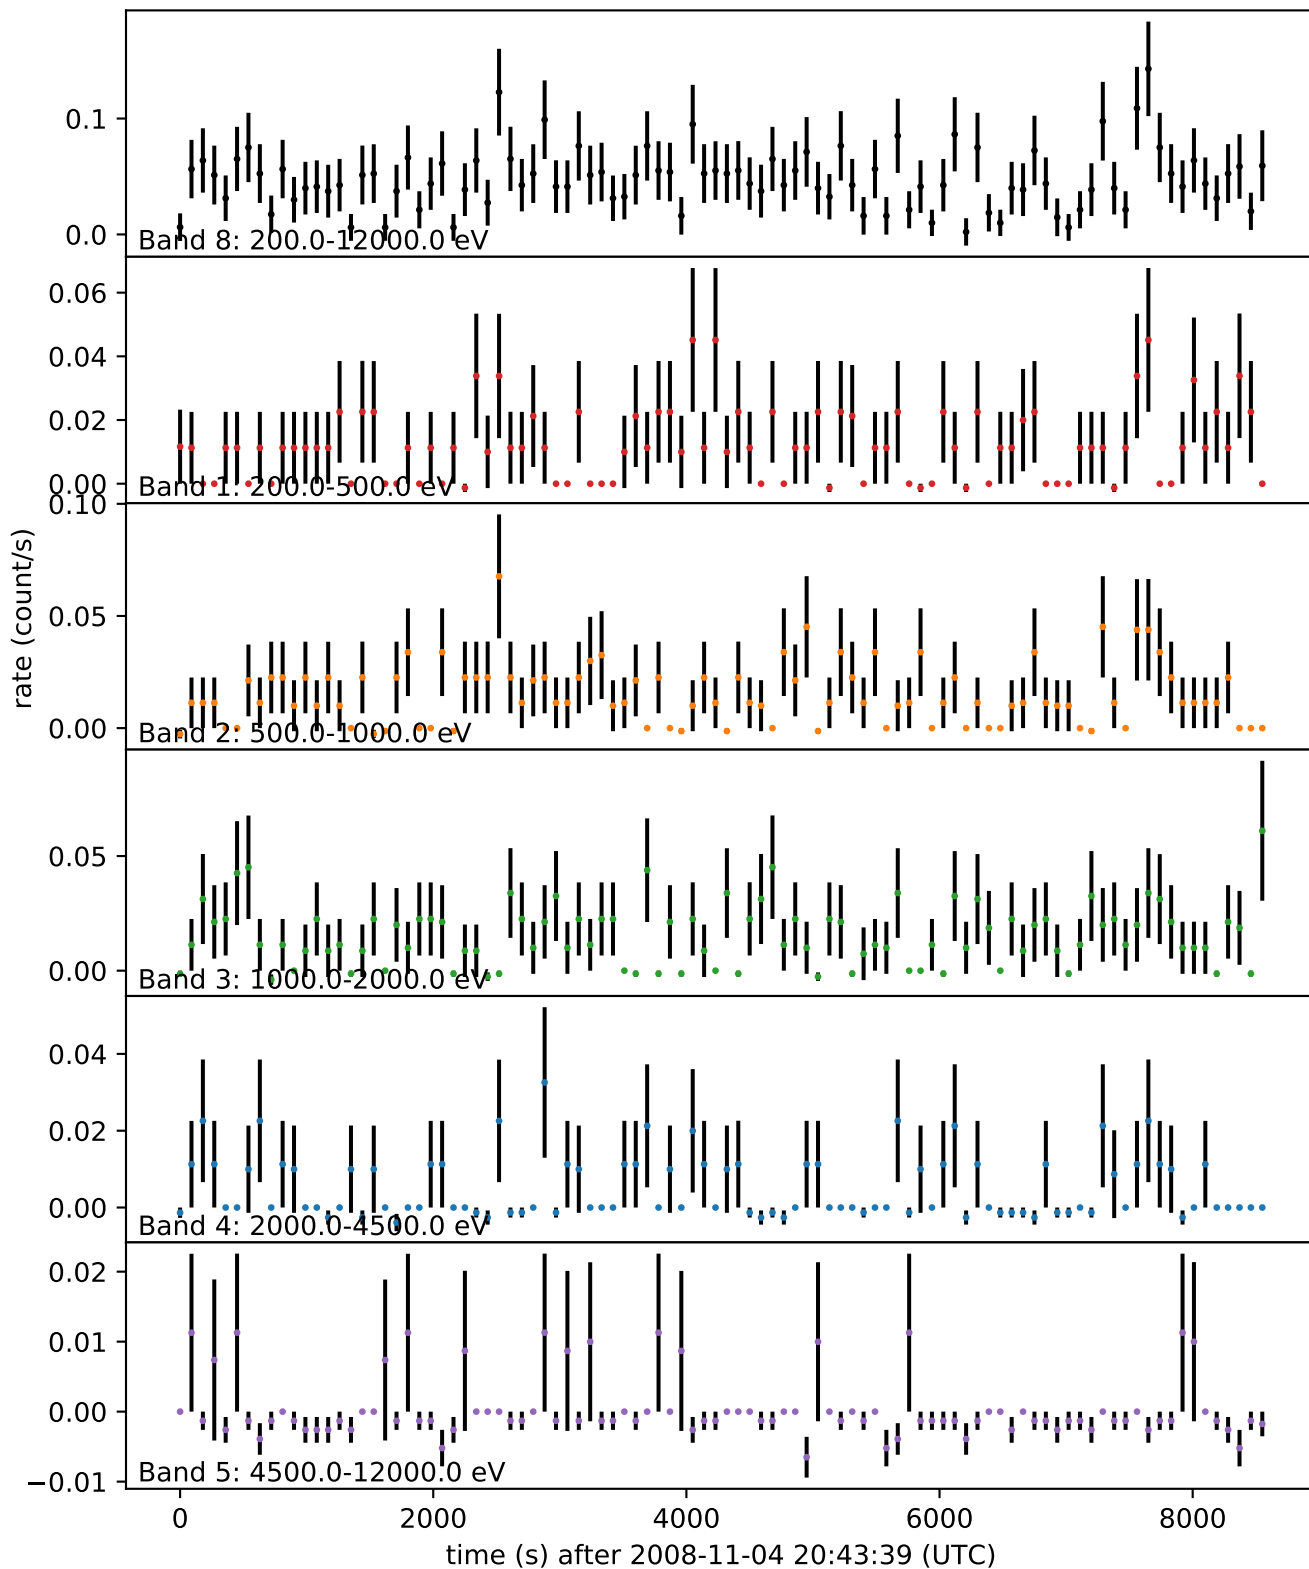 0.1
0.0
Band 8: 200.0-12000.0 eV
0.06
0.04
0.02
0.00
Band 1: 200.0-500.0 eV
0.10
0.05
0.00
Band 2: 500.0-1000.0 eV
rate (count/s)
0.05
0.00
Band 3: 1000.0-2000.0 eV
0.04
0.02
0.00
Band 4: 2000.0-4500.0 eV
0.02
0.01
0.00
−0.01
Band 5: 4500.0-12000.0 eV
0 2000 4000 6000 8000
time (s) after 2008-11-04 20:43:39 (UTC)